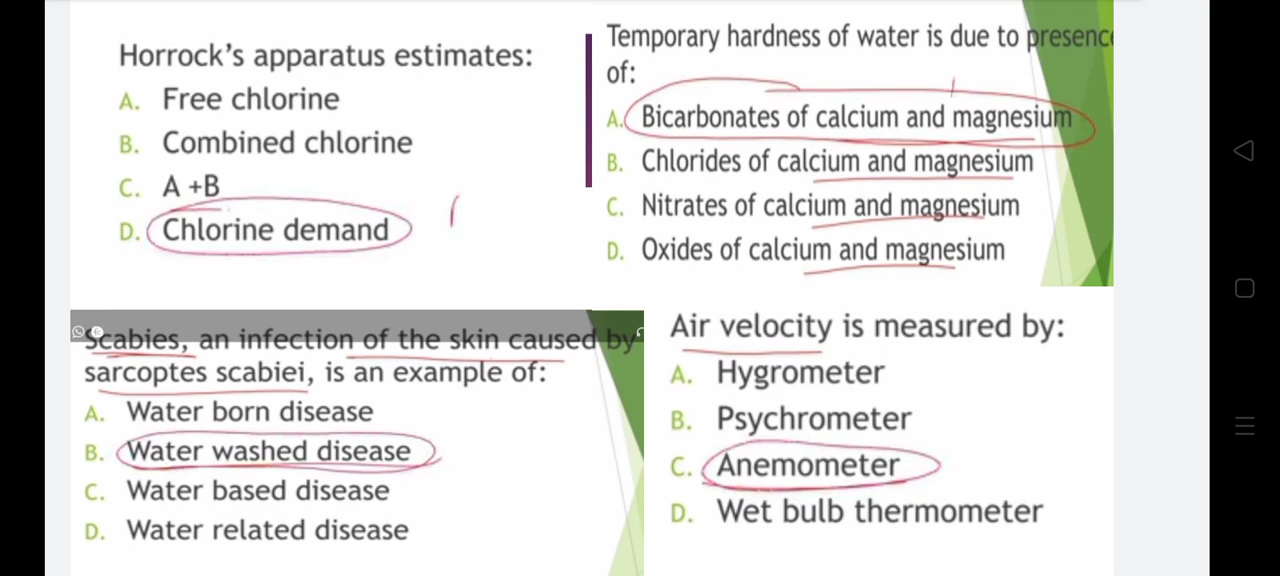 Horrock's apparatus estimates:
A. Free chlorine
B. Combined chlorine
C. A +B
D. Chlorine demand
Temporary hardness of water is due to presence
of:
A. Bicarbonates of calcium and magnesium
B. Chlorides of calcium and magnesium
C. Nitrates of calcium and magnesium
D. Oxides of calcium and magnesium
Scabies, an infection of the skin caused by
sarcoptes scabiei, is an example of:
A. Water born disease
B. Water washed disease
C. Water based disease
D. Water related disease
Air velocity is measured by:
A. Hygrometer
B. Psychrometer
C. Anemometer
D. Wet bulb thermometer